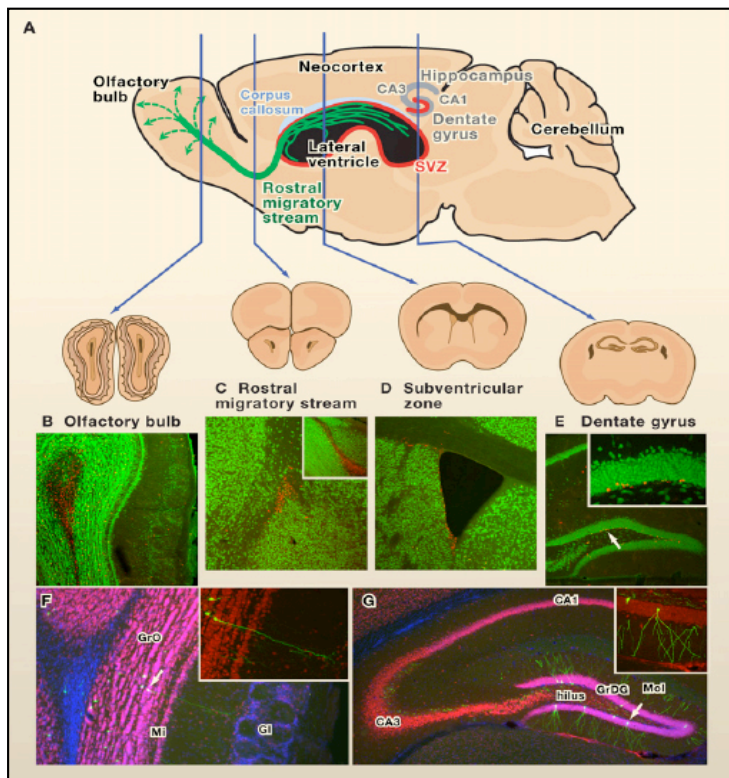 A
Olfactory
bulb
Neocortex
Corpus
callosum
Hippocampus
CA3
CA1
Dentate
gyrus
Cerebellum
Lateral
ventricle
SVZ
Rostral
migratory
stream
C Rostral
migratory stream
D Subventricular
zone
B Olfactory bulb
E Dentate gyrus
F
GrO
Mi
Gl
G
CA1
CA3
hilus
GrDG
Mol